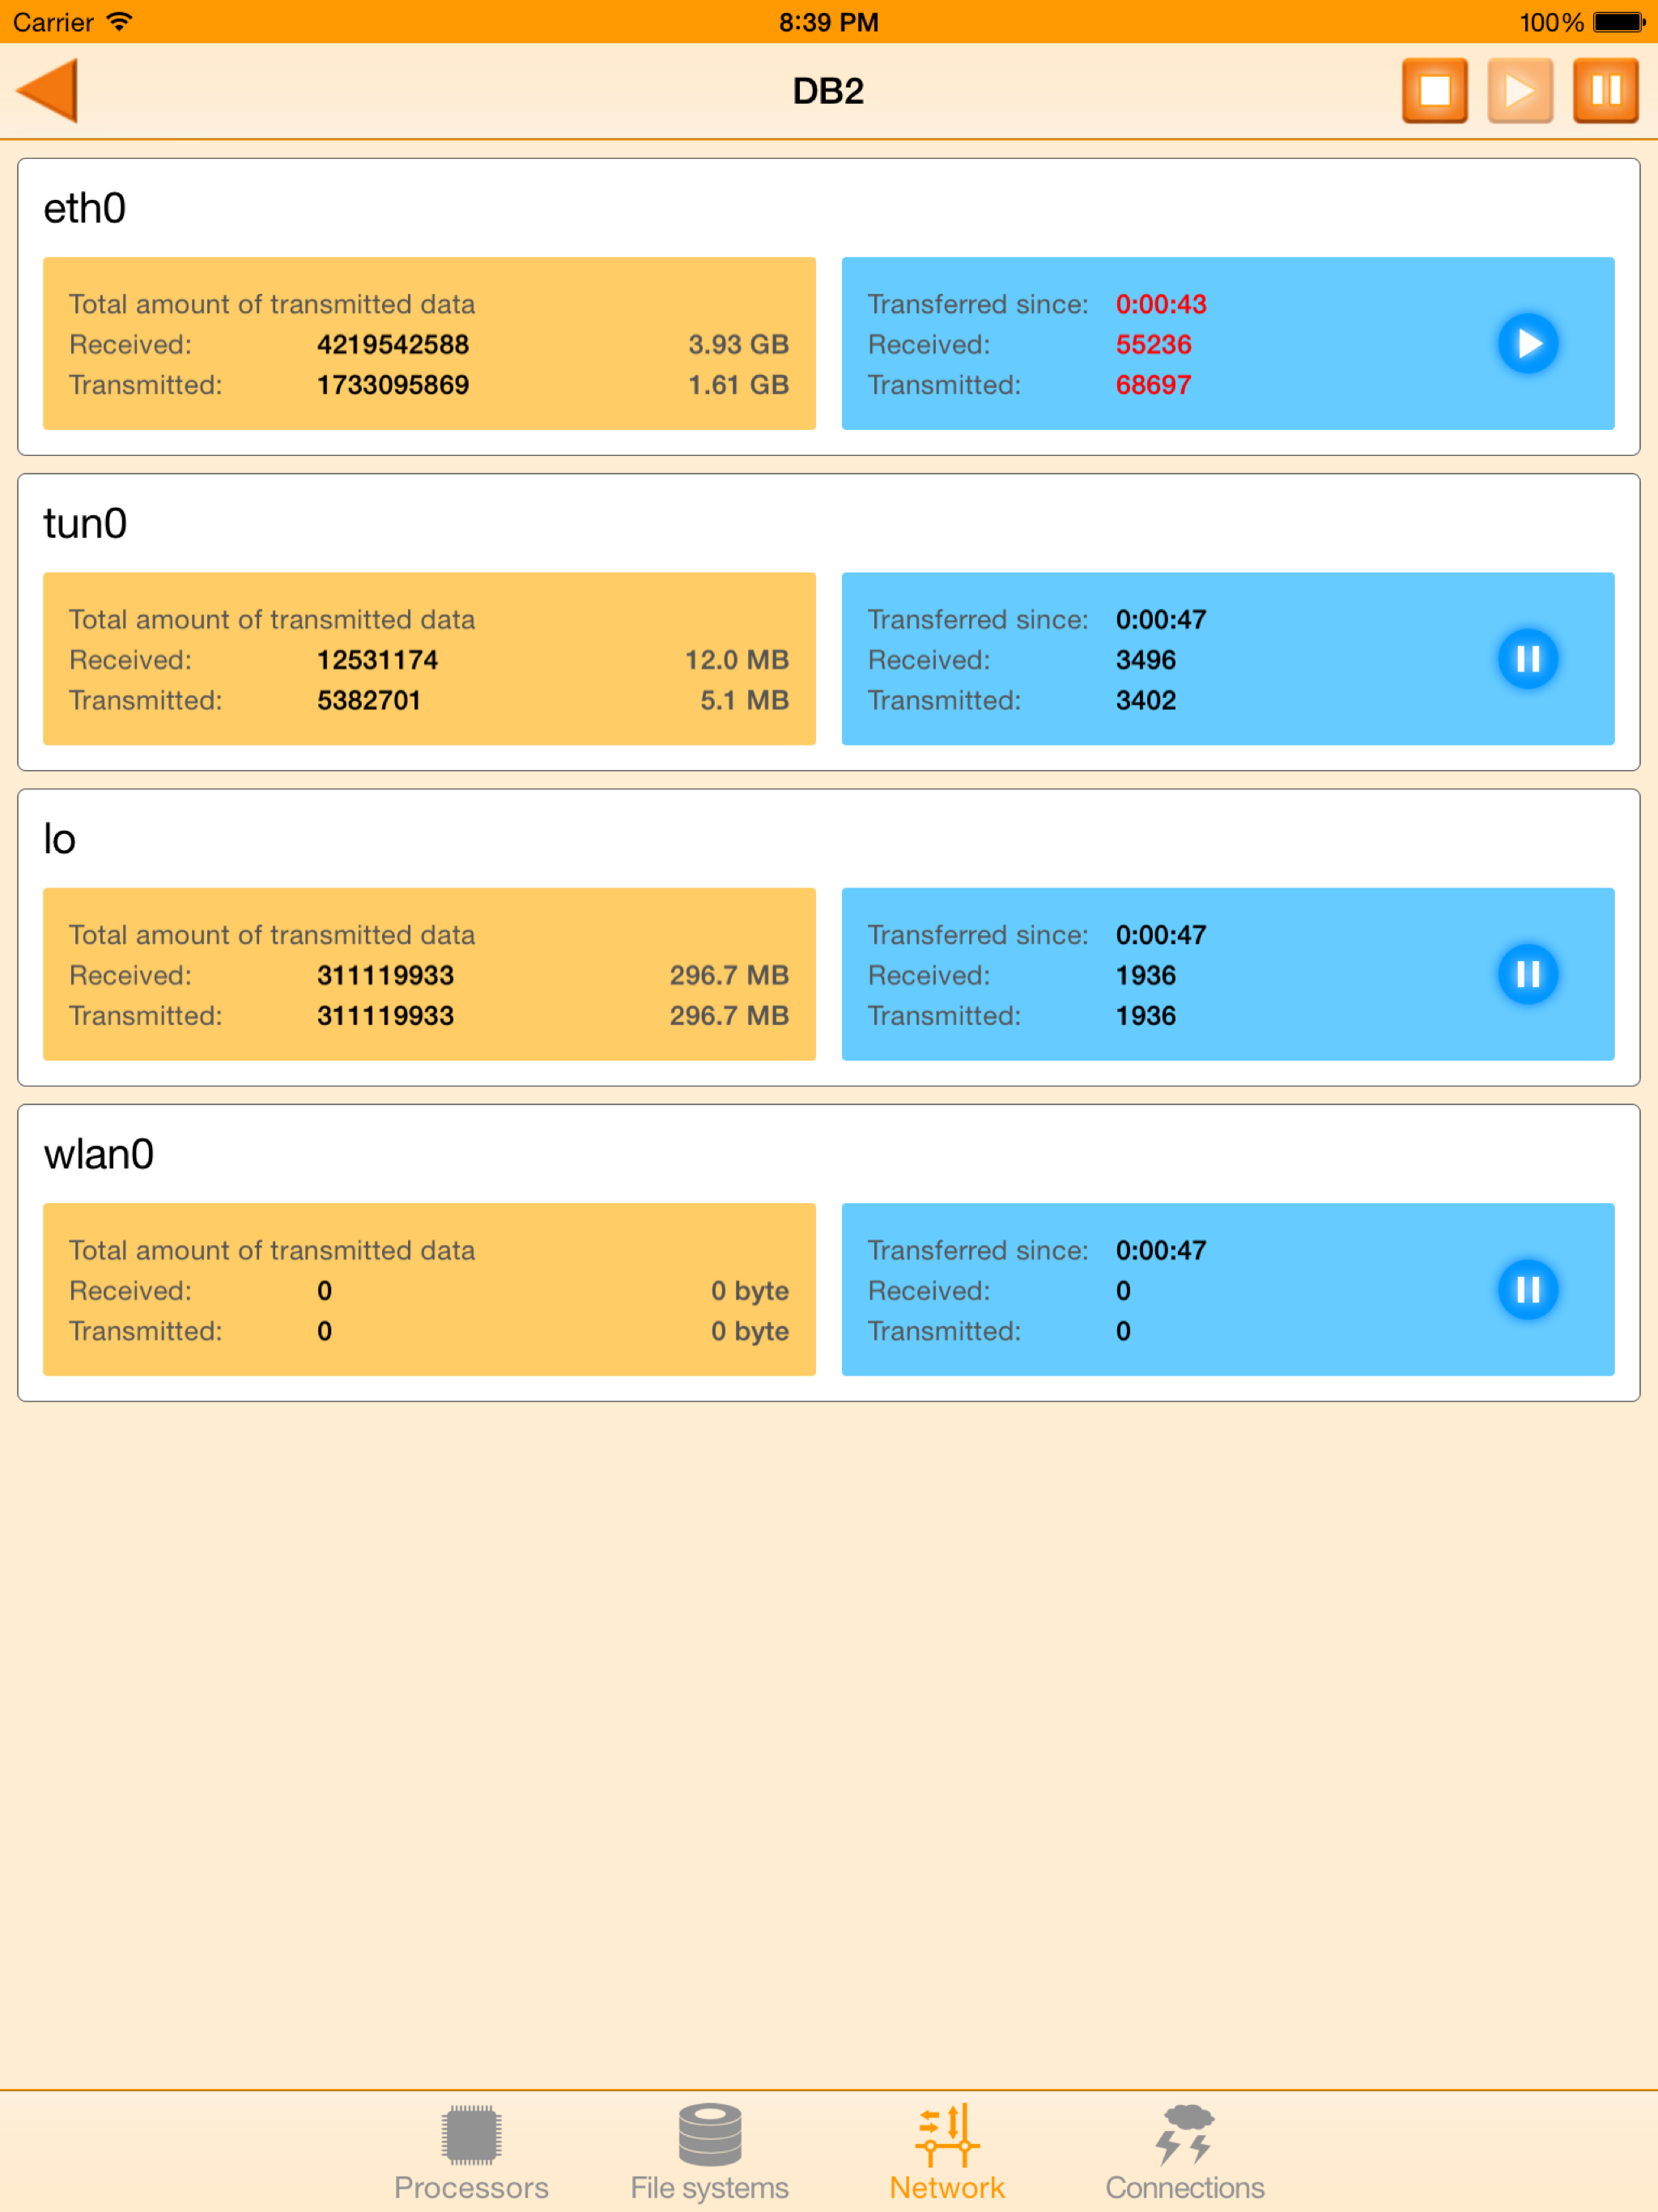 Carrier 8:39 PM 100%
DB2
eth0
Total amount of transmitted data
Received: 4219542588 3.93 GB
Transmitted: 1733095869 1.61 GB
Transferred since: 0:00:43
Received: 55236
Transmitted: 68697
tun0
Total amount of transmitted data
Received: 12531174 12.0 MB
Transmitted: 5382701 5.1 MB
Transferred since: 0:00:47
Received: 3496
Transmitted: 3402
lo
Total amount of transmitted data
Received: 311119933 296.7 MB
Transmitted: 311119933 296.7 MB
Transferred since: 0:00:47
Received: 1936
Transmitted: 1936
wlan0
Total amount of transmitted data
Received: 0 0 byte
Transmitted: 0 0 byte
Transferred since: 0:00:47
Received: 0
Transmitted: 0
Processors File systems Network Connections